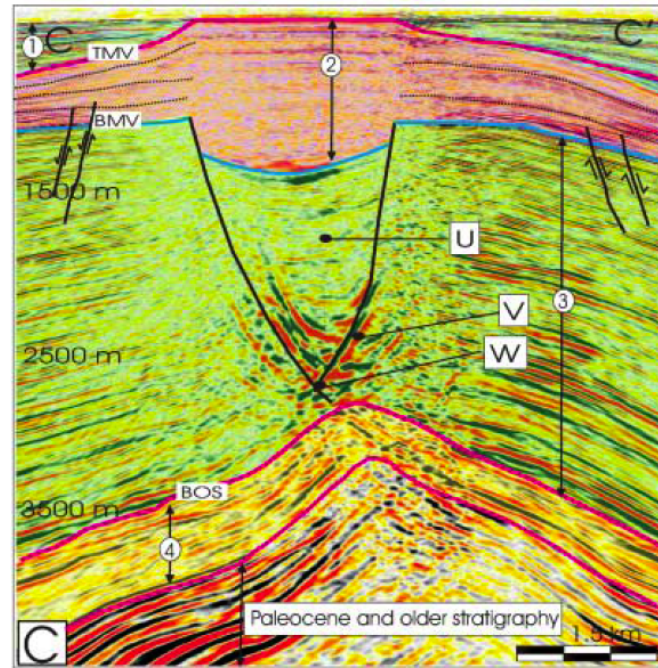 C
C'
1
TMV
2
BMV
1500 m
U
3
V
2500 m
W
BOS
3500 m
4
Paleocene and older stratigraphy
C
1.5 km